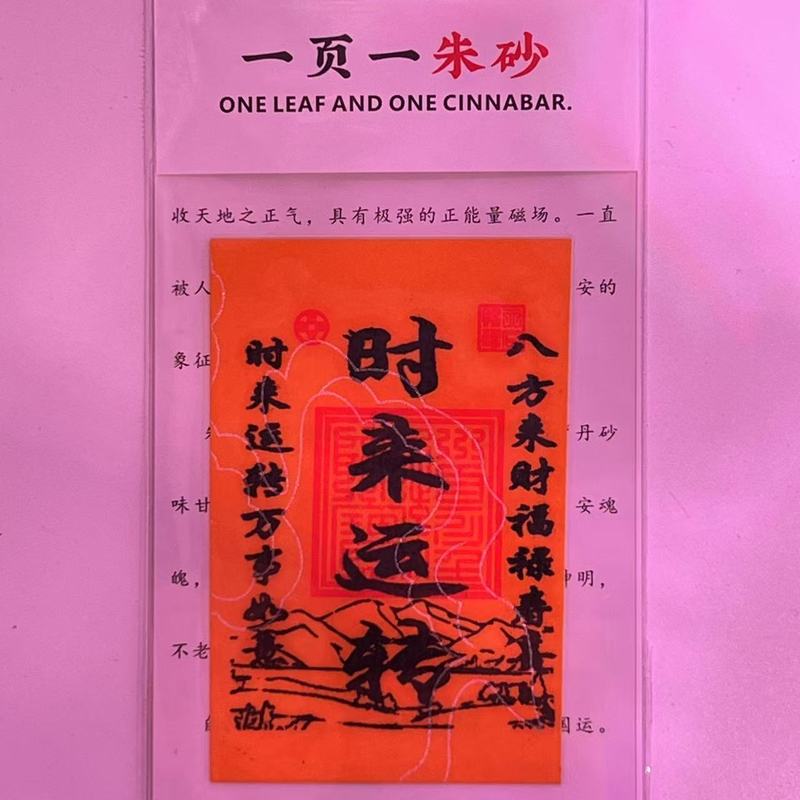 一页一朱砂
ONE LEAF AND ONE CINNABAR.
收天地之正气，具有极强的正能量磁场。一直
被人
安的
象征
丹砂
味甘
安魂
魄，
明，
不老
国运。
时来运转
八方来财福禄寿
时来运转万事如意